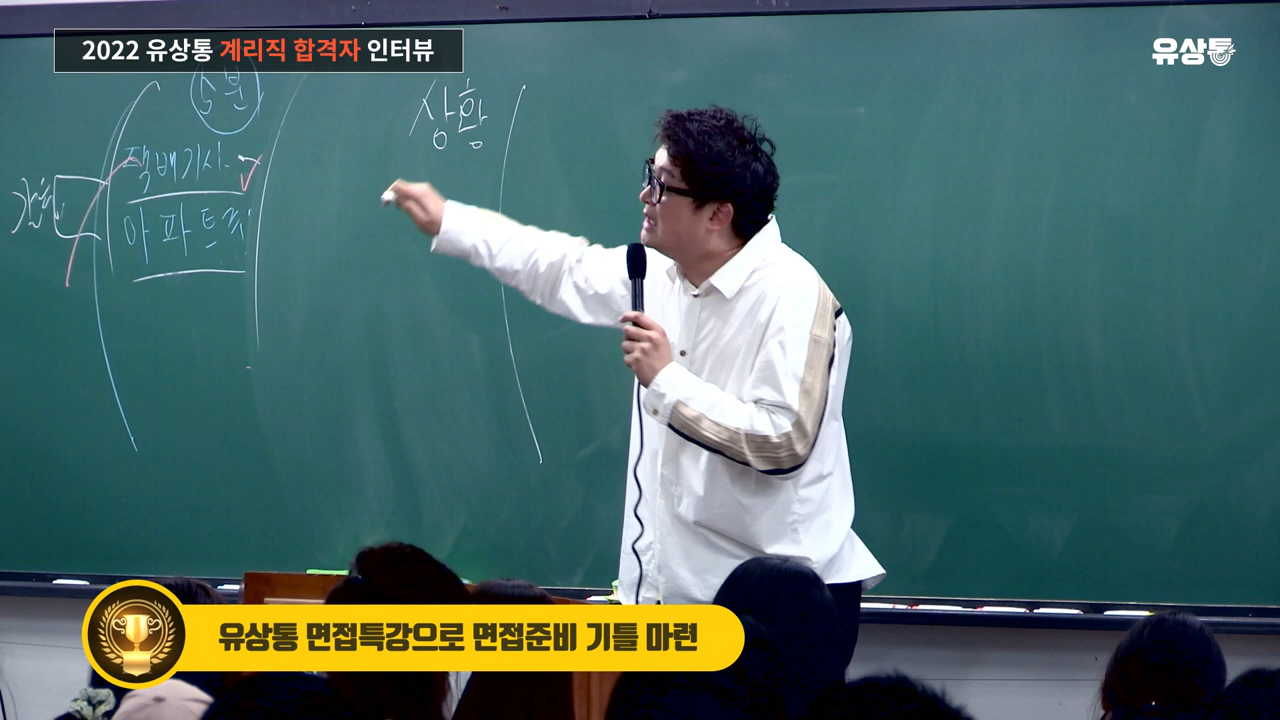 2022 유상통 계리직 합격자 인터뷰
유상통
5분
상황
택배기사
아파트
유상통 면접특강으로 면접준비 기틀 마련